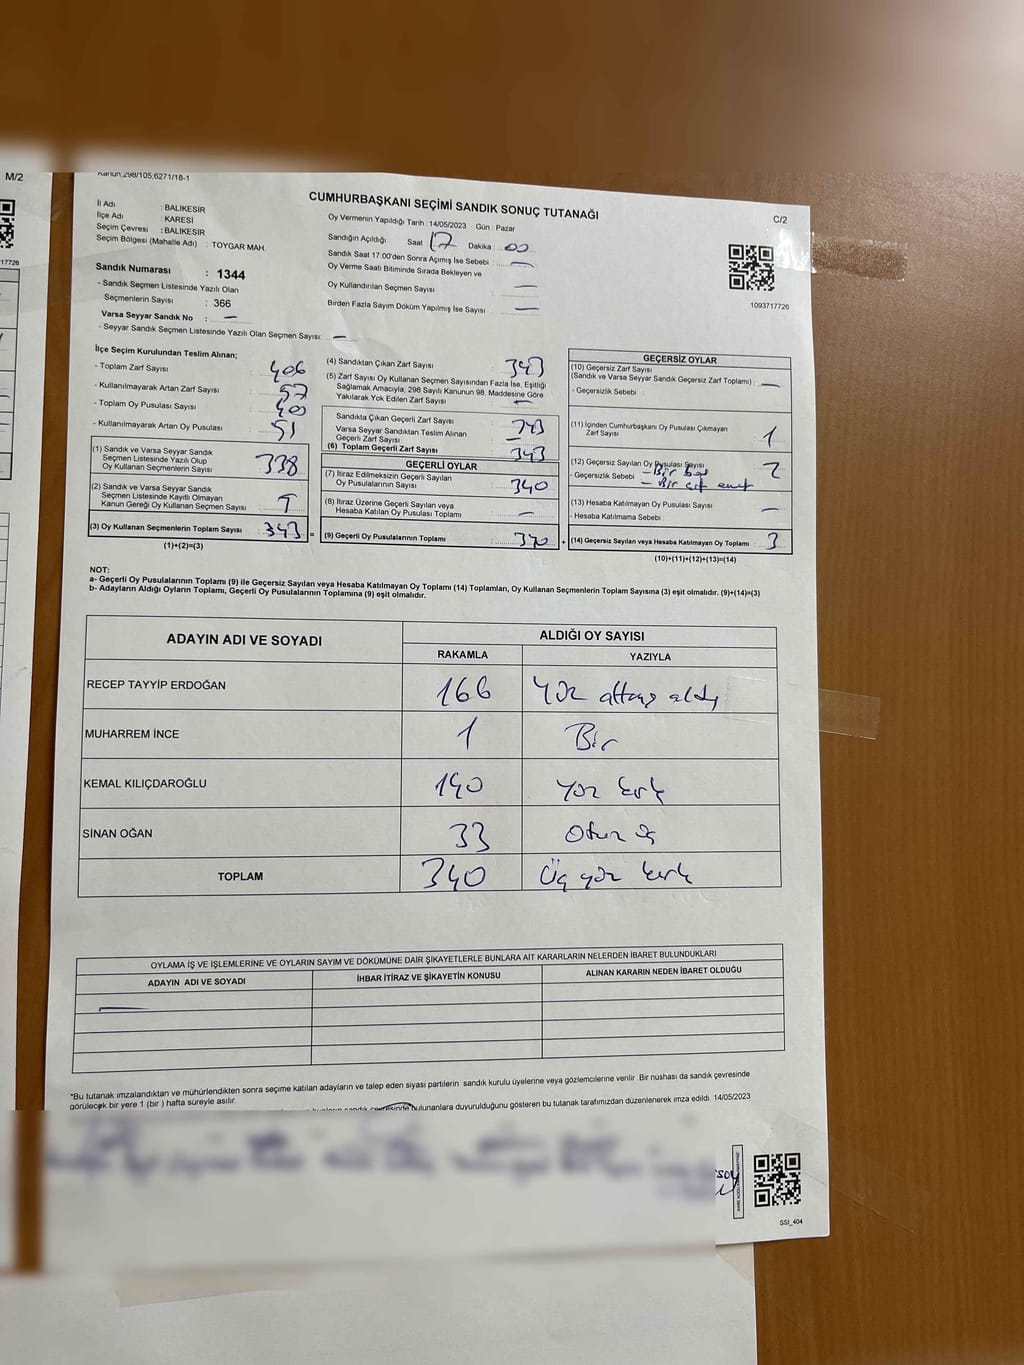 M/2
17726
Kanun,298/105,6271/18-1
CUMHURBAŞKANI SEÇİMİ SANDIK SONUÇ TUTANAĞI
C/2
İl Adı : BALIKESİR
İlçe Adı : KARESİ
Seçim Çevresi : BALIKESİR
Seçim Bölgesi (Mahalle Adı) : TOYGAR MAH.
Sandık Numarası : 1344
- Sandık Seçmen Listesinde Yazılı Olan
Seçmenlerin Sayısı : 366
Varsa Seyyar Sandık No : —
- Seyyar Sandık Seçmen Listesinde Yazılı Olan Seçmen Sayısı: —
Oy Vermenin Yapıldığı Tarih :14/05/2023 Gün : Pazar
Sandığın Açıldığı Saat 17 Dakika : 00
Sandık Saat 17.00'den Sonra Açımış İse Sebebi : —
Oy Verme Saati Bitiminde Sırada Bekleyen ve
Oy Kullandırılan Seçmen Sayısı : —
Birden Fazla Sayım Döküm Yapılmış İse Sayısı : —
1093717726
İlçe Seçim Kurulundan Teslim Alınan;
- Toplam Zarf Sayısı : 406
- Kullanılmayarak Artan Zarf Sayısı :
- Toplam Oy Pusulası Sayısı :
- Kullanılmayarak Artan Oy Pusulası : 51
(1) Sandık ve Varsa Seyyar Sandık
Seçmen Listesinde Yazılı Olup
Oy Kullanan Seçmenlerin Sayısı : 338
(2) Sandık ve Varsa Seyyar Sandık
Seçmen Listesinde Kayıtlı Olmayan
Kanun Gereği Oy Kullanan Seçmen Sayısı : 5
(3) Oy Kullanan Seçmenlerin Toplam Sayısı : 343
(1)+(2)=(3)
(4) Sandıktan Çıkan Zarf Sayısı : 343
(5) Zarf Sayısı Oy Kullanan Seçmen Sayısından Fazla İse, Eşitliği
Sağlamak Amacıyla; 298 Sayılı Kanunun 98. Maddesine Göre
Yakılarak Yok Edilen Zarf Sayısı : —
Sandıkta Çıkan Geçerli Zarf Sayısı : 343
Varsa Seyyar Sandıktan Teslim Alınan
Geçerli Zarf Sayısı : —
(6) Toplam Geçerli Zarf Sayısı : 343
GEÇERLİ OYLAR
(7) İtiraz Edilmeksizin Geçerli Sayılan
Oy Pusulalarının Sayısı : 340
(8) İtiraz Üzerine Geçerli Sayılan veya
Hesaba Katılan Oy Pusulası Toplamı : —
= (9) Geçerli Oy Pusulalarının Toplamı : 340 +
GEÇERSİZ OYLAR
(10) Geçersiz Zarf Sayısı
(Sandık ve Varsa Seyyar Sandık Geçersiz Zarf Toplamı) : —
- Geçersizlik Sebebi :
(11) İçinden Cumhurbaşkanı Oy Pusulası Çıkmayan
Zarf Sayısı : 1
(12) Geçersiz Sayılan Oy Pusulası Sayısı : 2
- Geçersizlik Sebebi : — Bir boş
— Bir çift evet
(13) Hesaba Katılmayan Oy Pusulası Sayısı : —
- Hesaba Katılmama Sebebi :
(14) Geçersiz Sayılan veya Hesaba Katılmayan Oy Toplamı : 3
(10)+(11)+(12)+(13)=(14)
NOT:
a- Geçerli Oy Pusulalarının Toplamı (9) ile Geçersiz Sayılan veya Hesaba Katılmayan Oy Toplamı (14) Toplamları, Oy Kullanan Seçmenlerin Toplam Sayısına (3) eşit olmalıdır. (9)+(14)=(3)
b- Adayların Aldığı Oyların Toplamı, Geçerli Oy Pusulalarının Toplamına (9) eşit olmalıdır.
ADAYIN ADI VE SOYADI
ALDIĞI OY SAYISI
RAKAMLA YAZIYLA
RECEP TAYYİP ERDOĞAN 166 Yüz altmış altı
MUHARREM İNCE 1 Bir
KEMAL KILIÇDAROĞLU 140 Yüz kırk
SİNAN OĞAN 33 Otuz üç
TOPLAM 340 Üç yüz kırk
OYLAMA İŞ VE İŞLEMLERİNE VE OYLARIN SAYIM VE DÖKÜMÜNE DAİR ŞİKAYETLERLE BUNLARA AİT KARARLARIN NELERDEN İBARET BULUNDUKLARI
ADAYIN ADI VE SOYADI İHBAR İTİRAZ VE ŞİKAYETİN KONUSU ALINAN KARARIN NEDEN İBARET OLDUĞU
*Bu tutanak imzalandıktan ve mühürlendikten sonra seçime katılan adayların ve talep eden siyasi partilerin sandık kurulu üyelerine veya gözlemcilerine verilir. Bir nüshası da sandık çevresinde
görülecek bir yere 1 (bir ) hafta süreyle asılır.
sandık çevresinde bulunanlara duyurulduğunu gösteren bu tutanak tarafımızdan düzenlenerek imza edildi. 14/05/2023
SSI_404